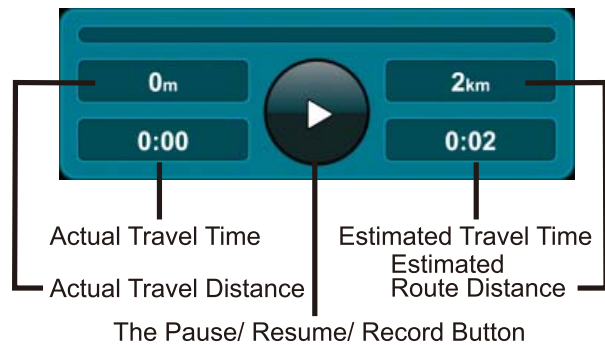 0m
2km
0:00
0:02
Actual Travel Time
Estimated Travel Time
Actual Travel Distance
Estimated
Route Distance
The Pause/ Resume/ Record Button